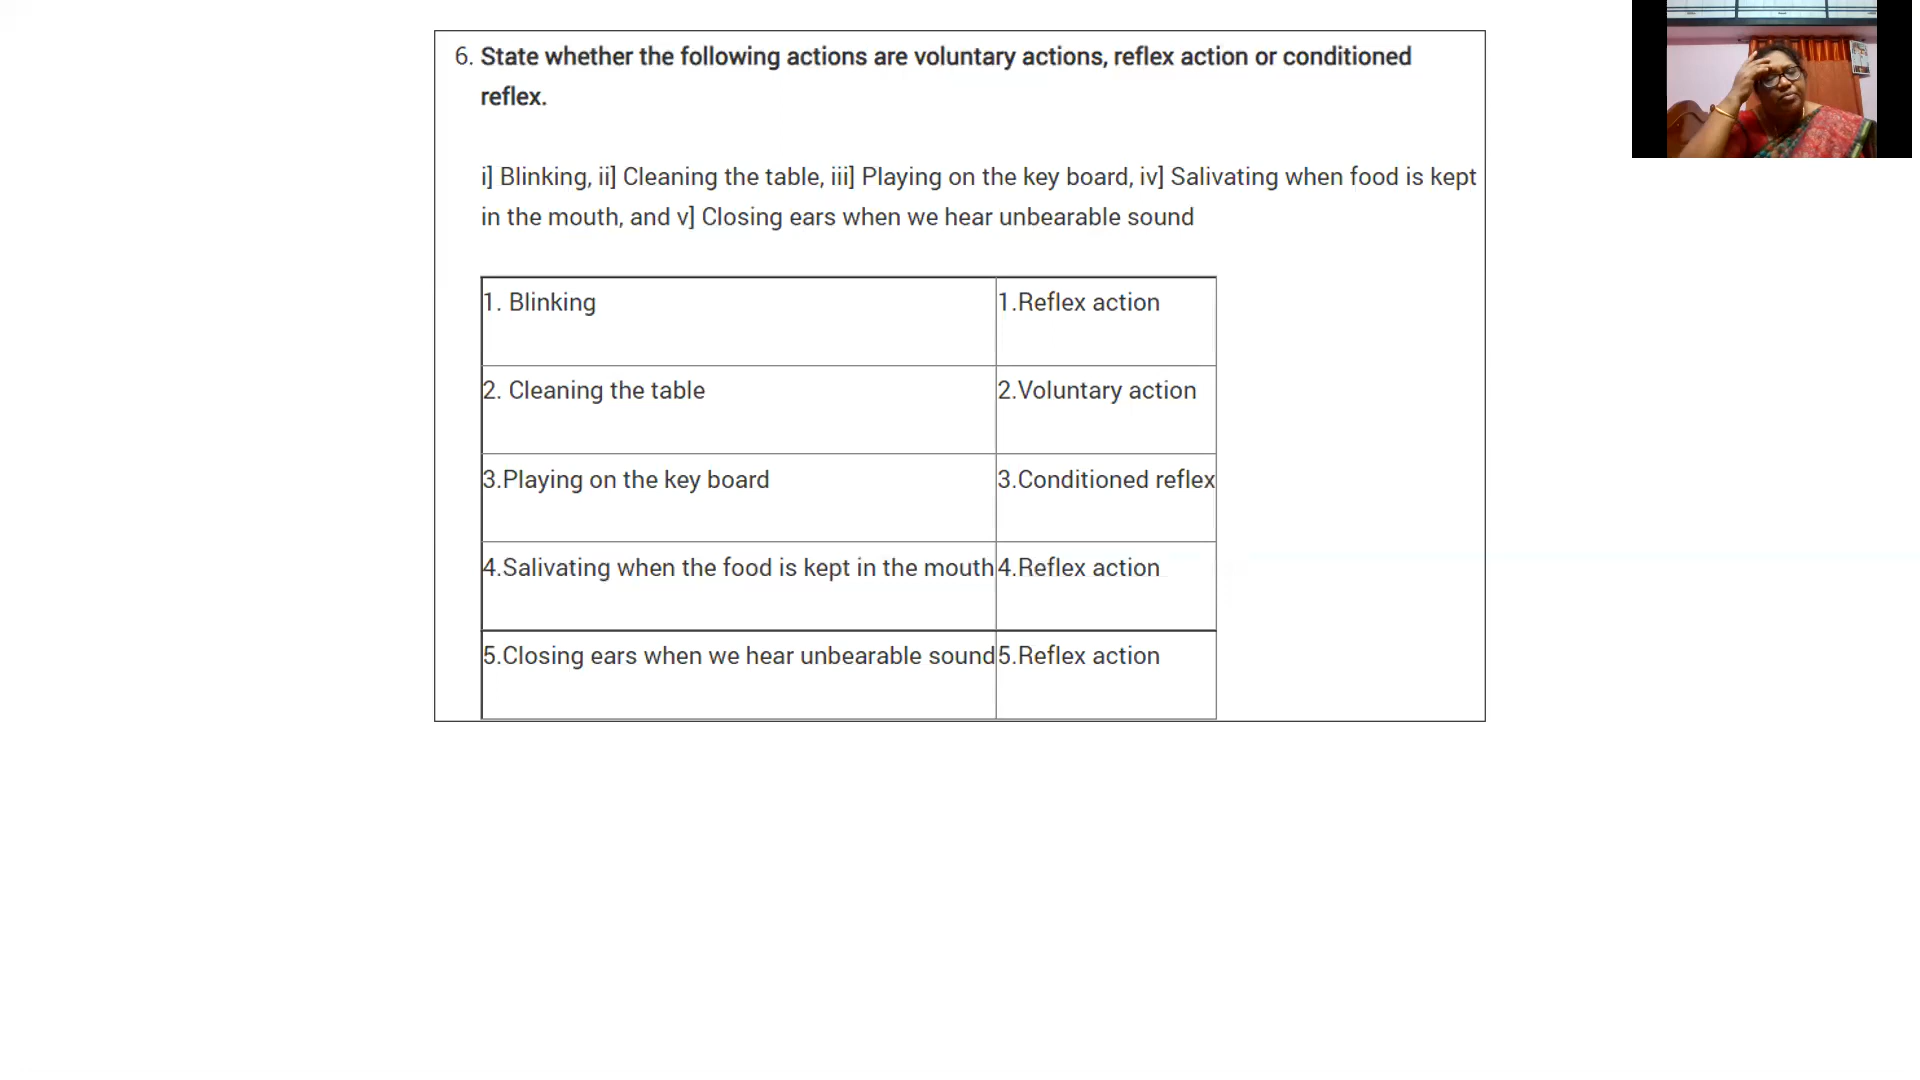 6. State whether the following actions are voluntary actions, reflex action or conditioned
reflex.
i] Blinking, ii] Cleaning the table, iii] Playing on the key board, iv] Salivating when food is kept
in the mouth, and v] Closing ears when we hear unbearable sound
1. Blinking 1.Reflex action
2. Cleaning the table 2.Voluntary action
3.Playing on the key board 3.Conditioned reflex
4.Salivating when the food is kept in the mouth 4.Reflex action
5.Closing ears when we hear unbearable sound 5.Reflex action